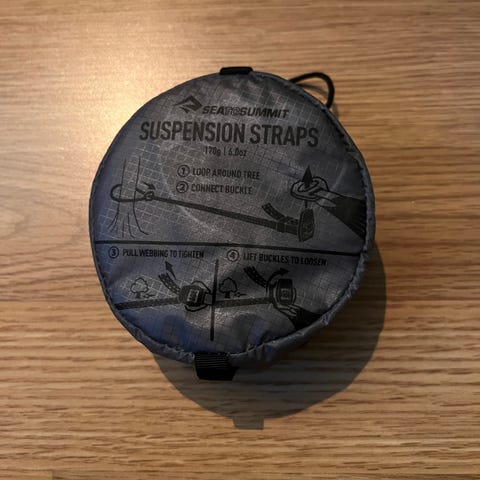 SEA TO SUMMIT
SUSPENSION STRAPS
170g | 6.0oz
1 LOOP AROUND TREE
2 CONNECT BUCKLE
3 PULL WEBBING TO TIGHTEN
4 LIFT BUCKLES TO LOOSEN